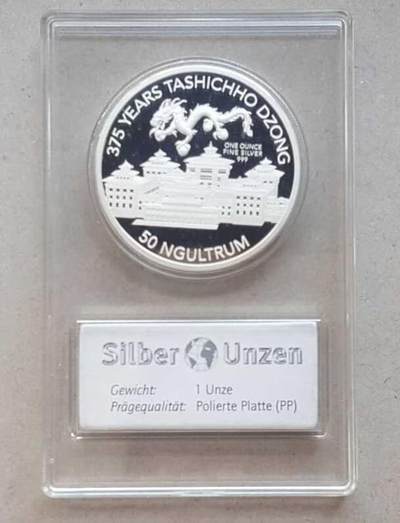 375 YEARS TASHICHHO DZONG
ONE OUNCE
FINE SILVER
999
50 NGULTRUM
Silber Unzen
Gewicht: 1 Unze
Prägequalität: Polierte Platte (PP)